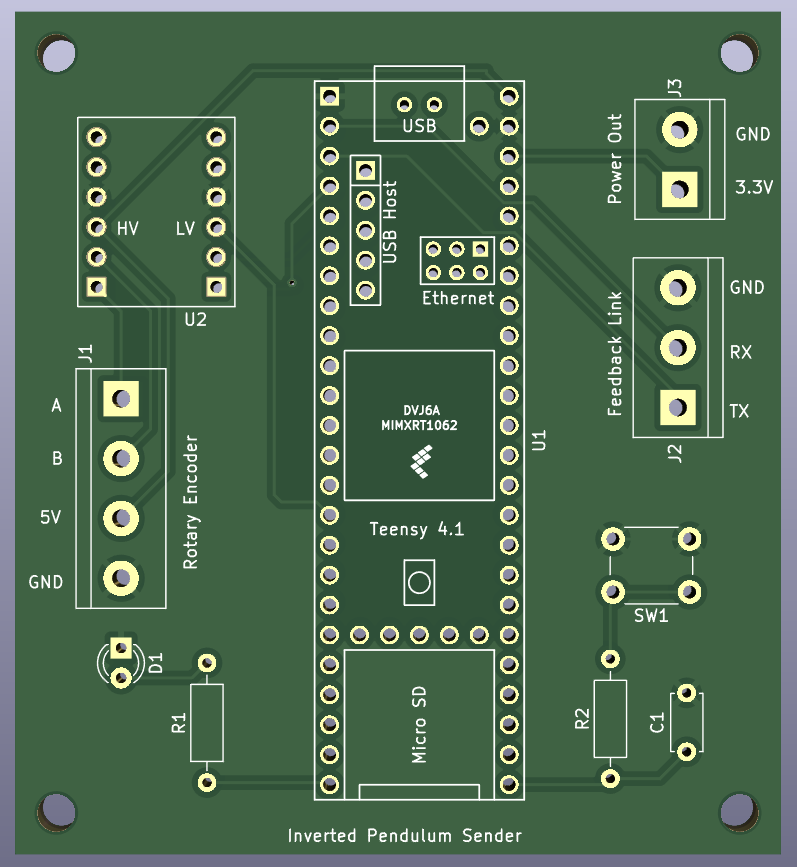 J3
Power Out
GND
3.3V
USB
USB Host
HV
LV
U2
Ethernet
J1
A
B
5V
GND
Rotary Encoder
DVJ6A
MIMXRT1062
U1
Teensy 4.1
Feedback Link
GND
RX
TX
J2
SW1
D1
R1
Micro SD
R2
C1
Inverted Pendulum Sender